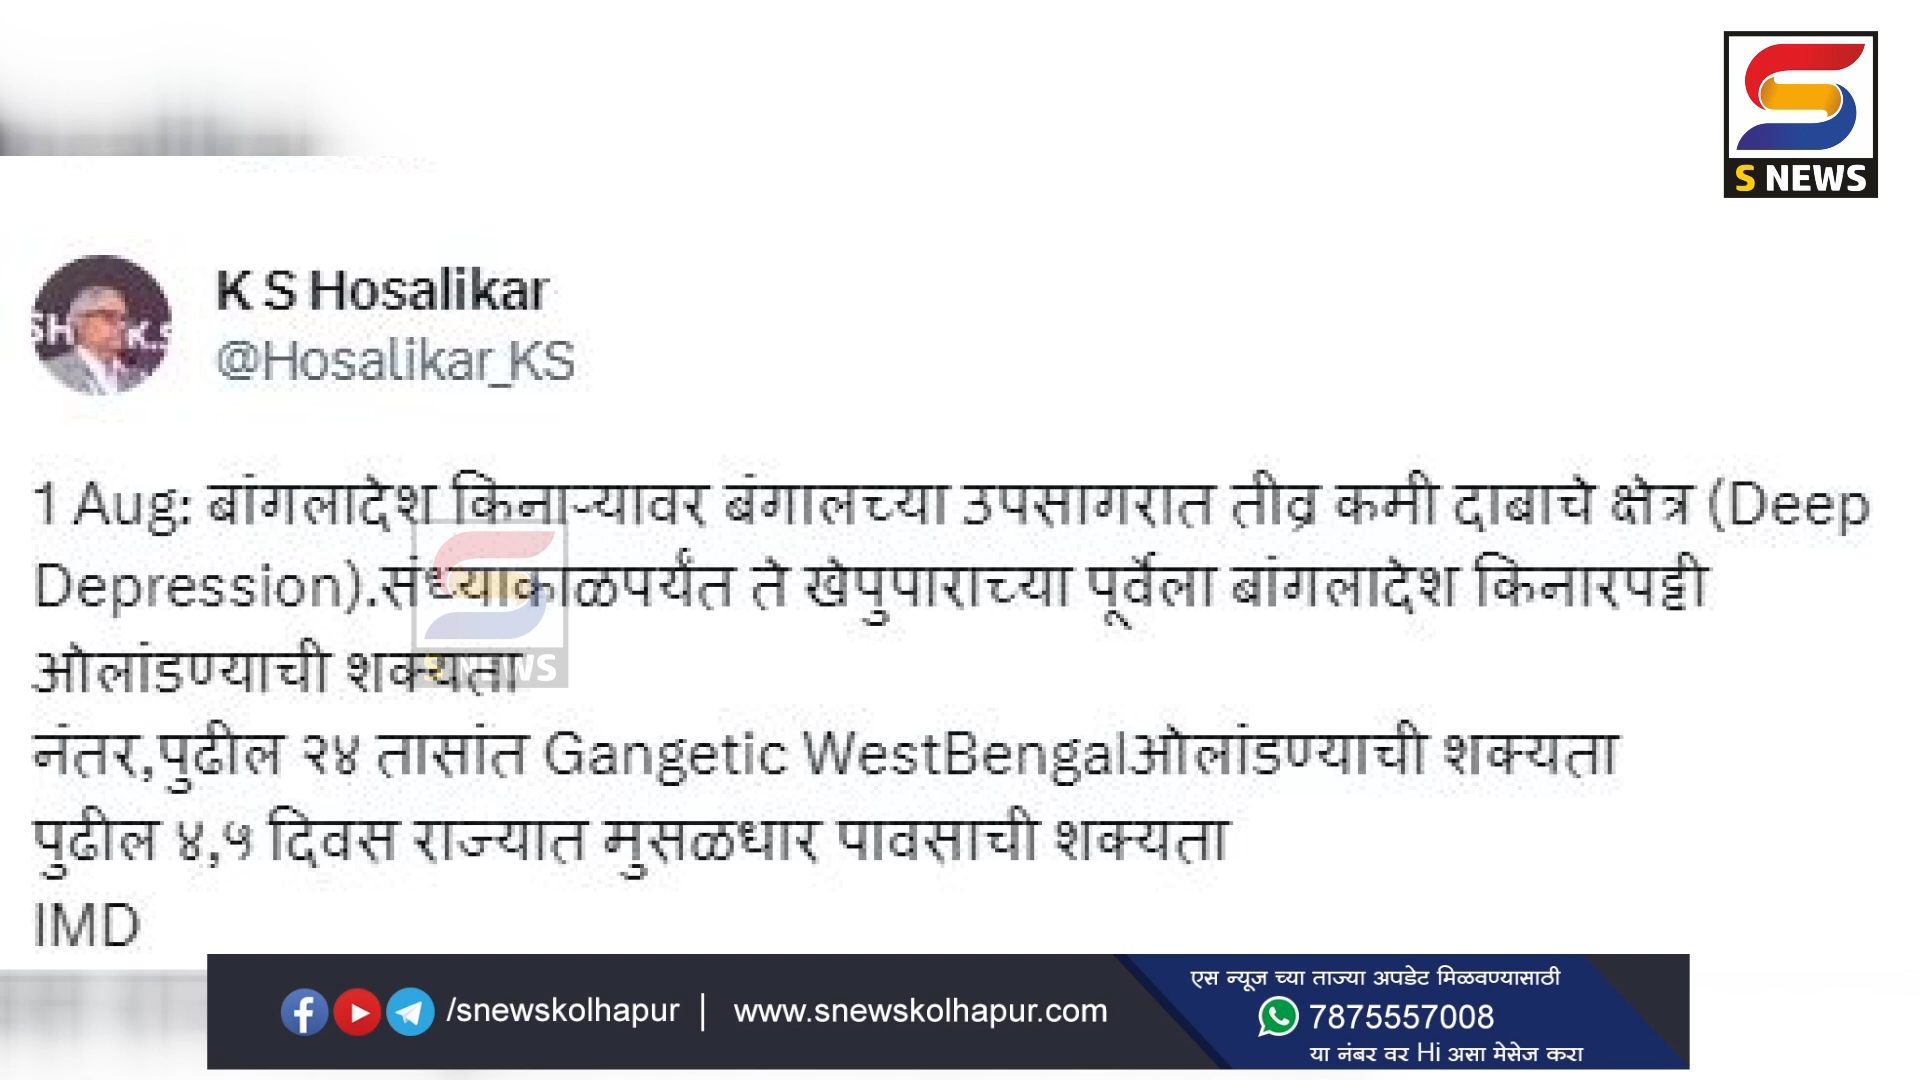 S NEWS
K S Hosalikar
@Hosalikar_KS
1 Aug: बांगलादेश किनाऱ्यावर बंगालच्या उपसागरात तीव्र कमी दाबाचे क्षेत्र (Deep
Depression).संध्याकाळपर्यंत ते खेपुपाराच्या पूर्वेला बांगलादेश किनारपट्टी
ओलांडण्याची शक्यता
S NEWS
नंतर,पुढील २४ तासांत Gangetic WestBengalओलांडण्याची शक्यता
पुढील ४,५ दिवस राज्यात मुसळधार पावसाची शक्यता
IMD
/snewskolhapur | www.snewskolhapur.com
एस न्यूज च्या ताज्या अपडेट मिळवण्यासाठी
7875557008
या नंबर वर Hi असा मेसेज करा